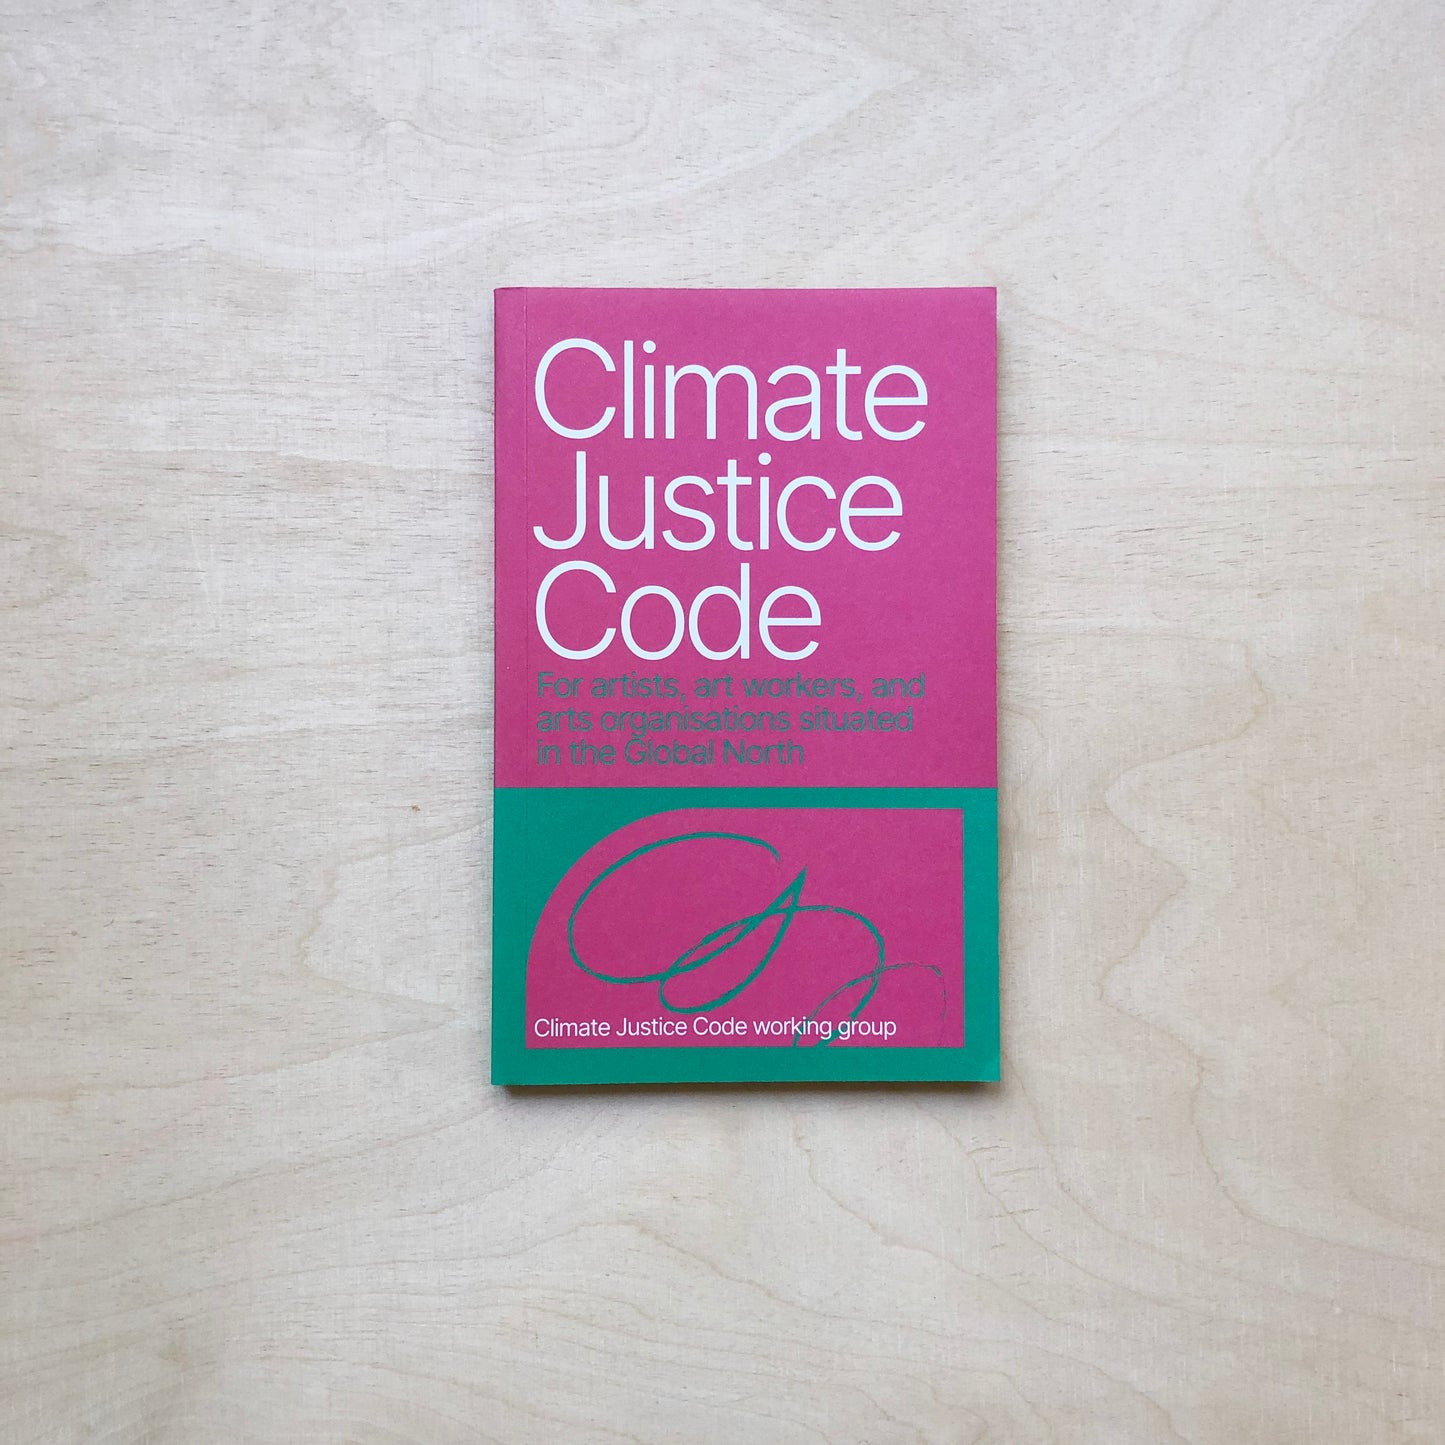 Climate
Justice
Code
For artists, art workers, and
arts organisations situated
in the Global North
Climate Justice Code working group